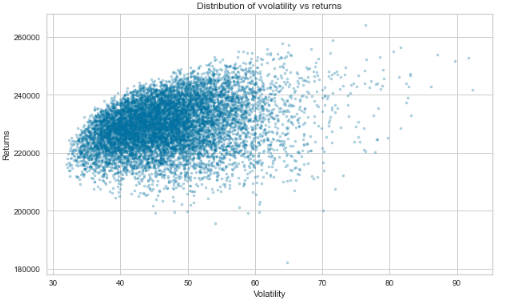 Distribution of vvolatility vs returns
260000
240000
220000
200000
180000
Returns
30 40 50 60 70 80 90
Volatility